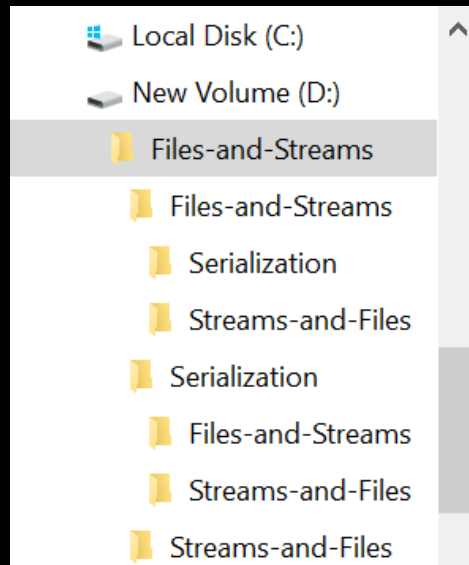 Local Disk (C:)
New Volume (D:)
Files-and-Streams
Files-and-Streams
Serialization
Streams-and-Files
Serialization
Files-and-Streams
Streams-and-Files
Streams-and-Files